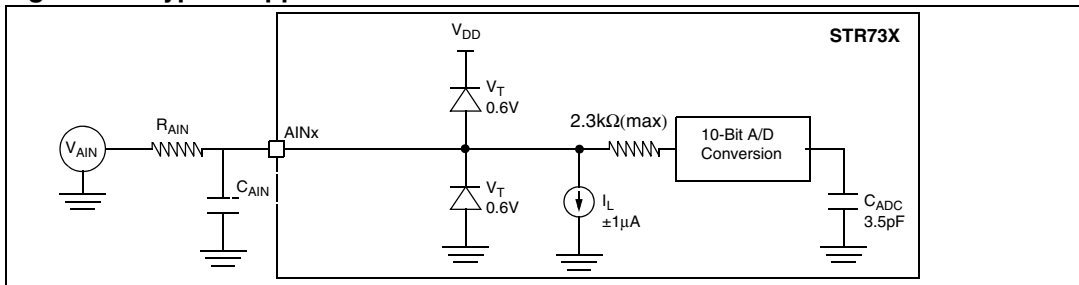 STR73X
V_DD
V_T
0.6V
R_AIN
AINx
2.3kΩ(max)
10-Bit A/D
Conversion
V_AIN
C_AIN
V_T
0.6V
I_L
±1µA
C_ADC
3.5pF